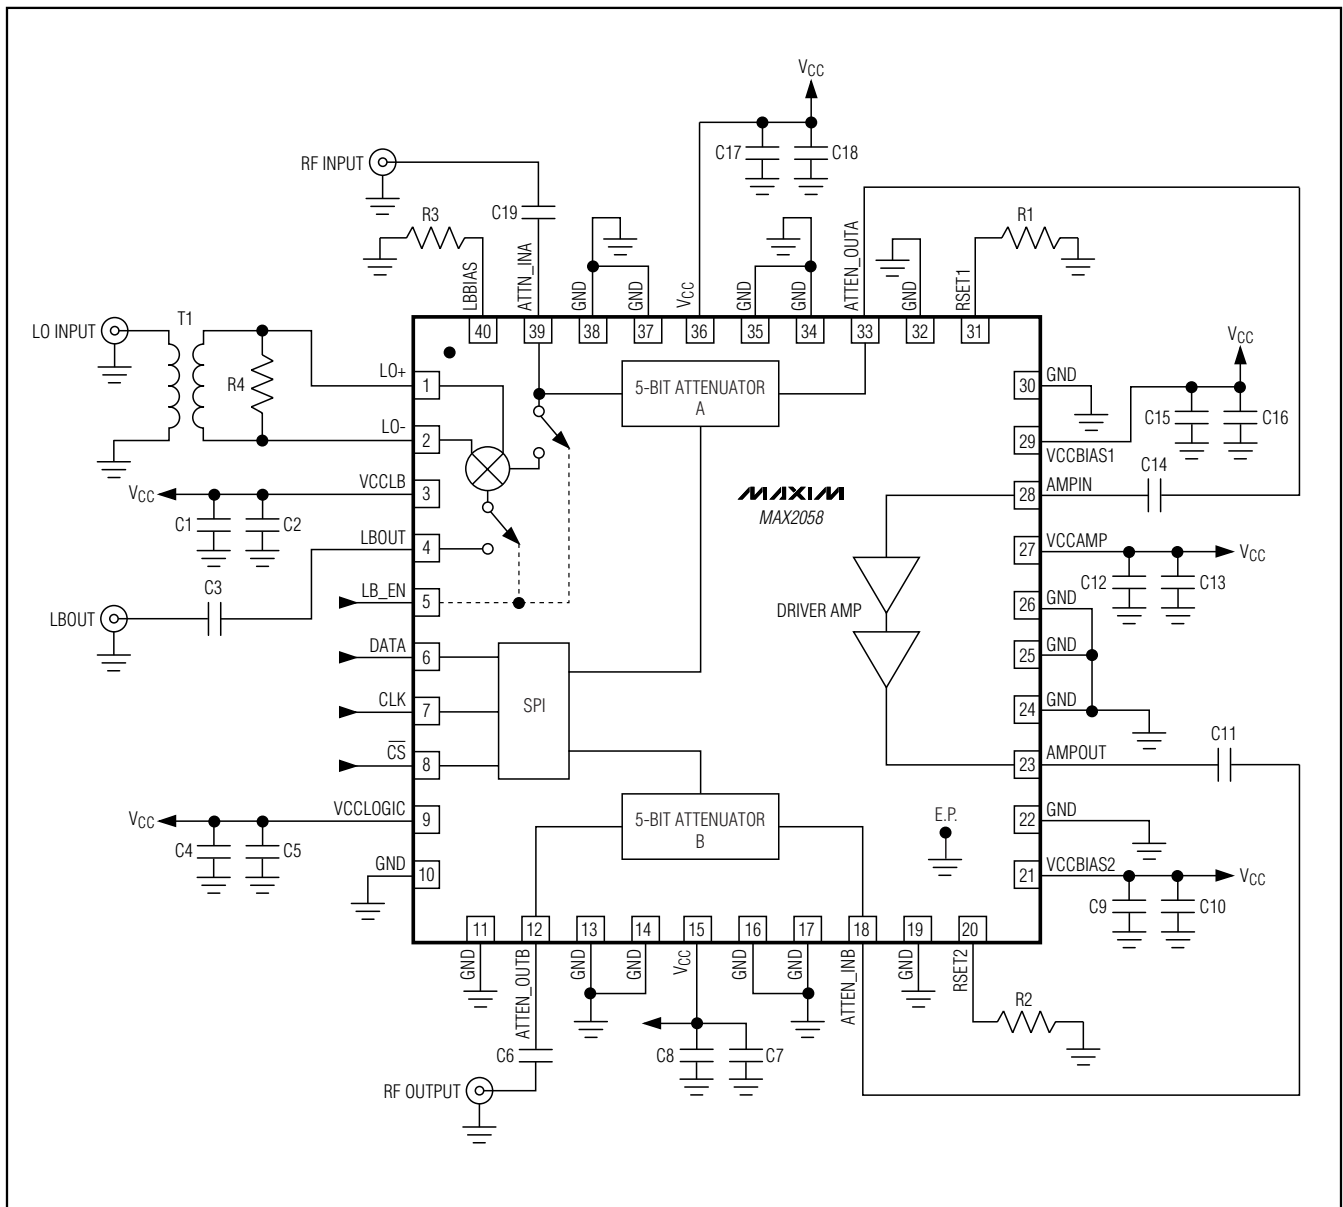 VCC
C17
C18
RF INPUT
C19
R3
R1
LBBIAS
ATTN_INA
GND
GND
VCC
GND
GND
ATTEN_OUTA
GND
RSET1
40
39
38
37
36
35
34
33
32
31
LO INPUT
T1
R4
LO+
1
LO-
2
VCCLB
3
VCC
C1
C2
LBOUT
4
C3
LBOUT
LB_EN
5
DATA
6
CLK
7
CS
8
VCCLOGIC
9
VCC
C4
C5
GND
10
5-BIT ATTENUATOR
A
MAXIM
MAX2058
DRIVER AMP
SPI
5-BIT ATTENUATOR
B
E.P.
30
GND
VCC
C15
C16
29
VCCBIAS1
C14
28
AMPIN
27
VCCAMP
VCC
C12
C13
26
GND
25
GND
24
GND
C11
23
AMPOUT
22
GND
21
VCCBIAS2
VCC
C9
C10
11
12
13
14
15
16
17
18
19
20
GND
ATTEN_OUTB
GND
GND
VCC
GND
GND
ATTEN_INB
GND
RSET2
R2
C6
C8
C7
RF OUTPUT